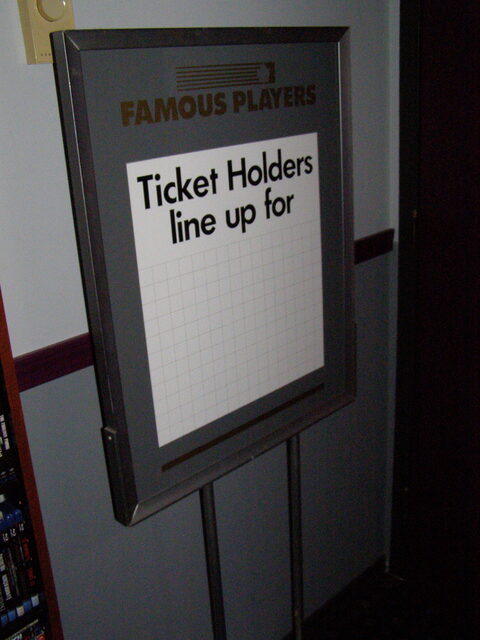 FAMOUS PLAYERS
Ticket Holders
line up for